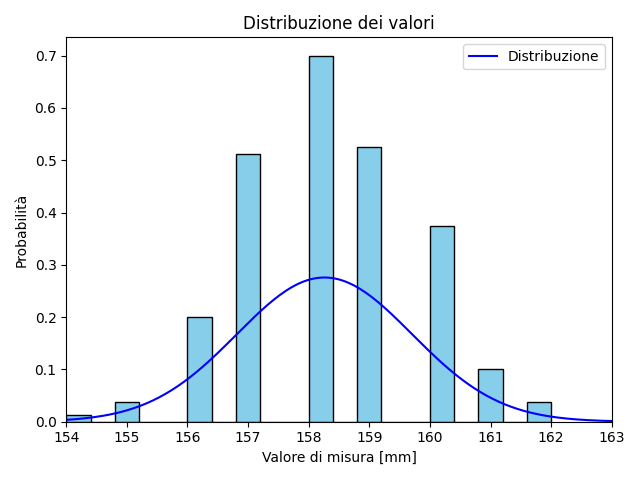 Distribuzione dei valori
Distribuzione
Probabilità
0.7
0.6
0.5
0.4
0.3
0.2
0.1
0.0
154 155 156 157 158 159 160 161 162 163
Valore di misura [mm]